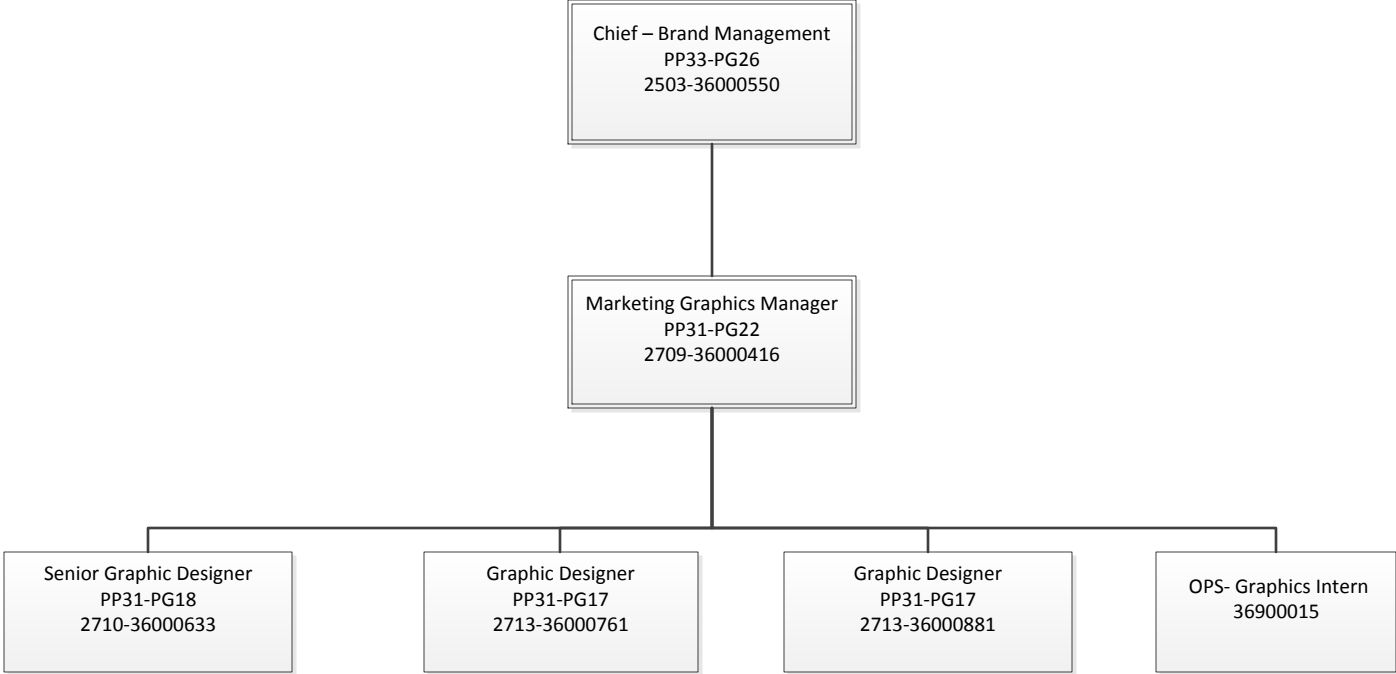 Chief – Brand Management
PP33-PG26
2503-36000550
Marketing Graphics Manager
PP31-PG22
2709-36000416
Senior Graphic Designer
PP31-PG18
2710-36000633
Graphic Designer
PP31-PG17
2713-36000761
Graphic Designer
PP31-PG17
2713-36000881
OPS- Graphics Intern
36900015